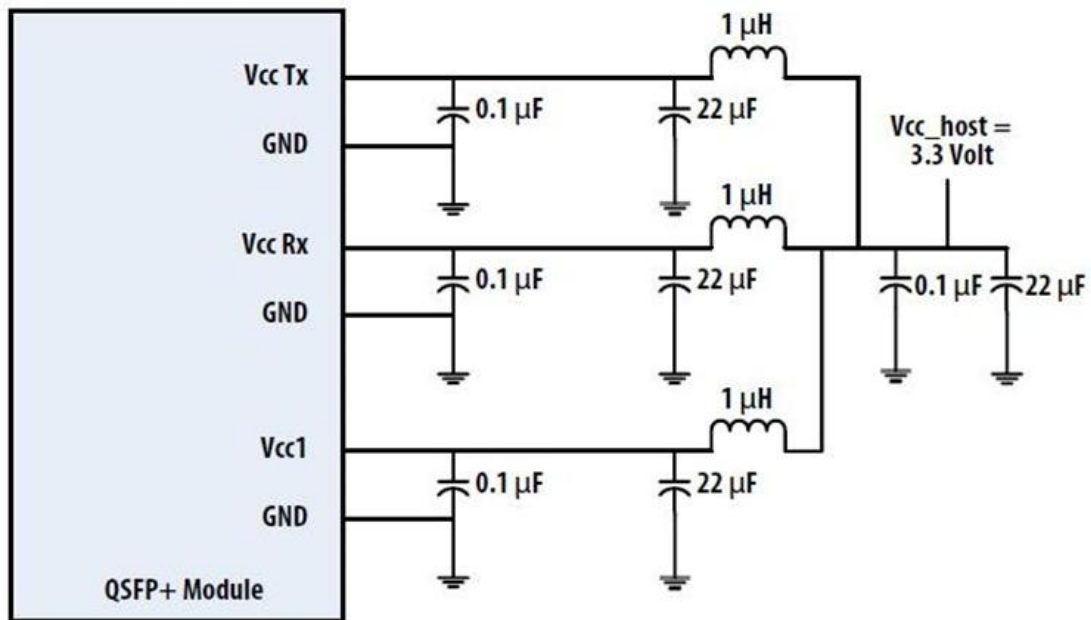 1 µH
Vcc Tx
0.1 µF
22 µF
GND
Vcc_host =
3.3 Volt
1 µH
Vcc Rx
0.1 µF
22 µF
0.1 µF
22 µF
GND
1 µH
Vcc1
0.1 µF
22 µF
GND
QSFP+ Module